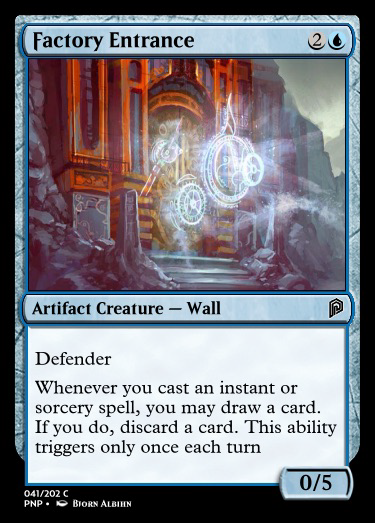 Factory Entrance 2
Artifact Creature — Wall
Defender
Whenever you cast an instant or
sorcery spell, you may draw a card.
If you do, discard a card. This ability
triggers only once each turn
0/5
041/202 C
PNP • Bjorn Albihn